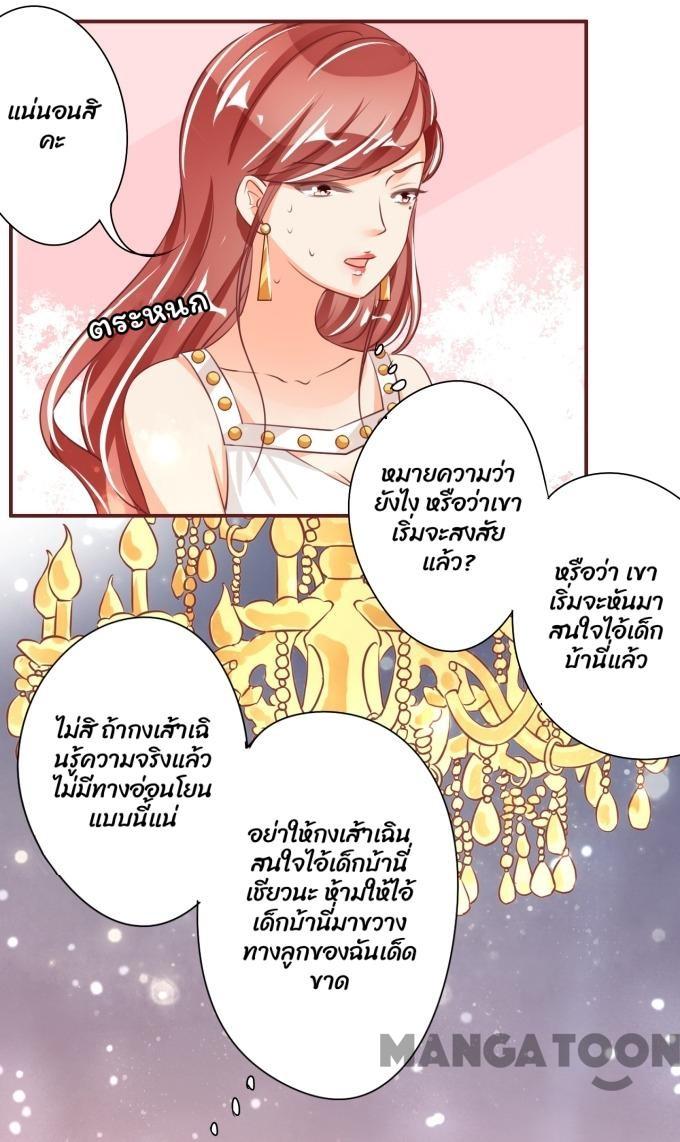 แน่นอนสิ
คะ
ตระหนก
หมายความว่า
ยังไง หรือว่าเขา
เริ่มจะสงสัย
แล้ว?
หรือว่า เขา
เริ่มจะหันมา
สนใจไอ้เด็ก
บ้านี่แล้ว
ไม่สิ ถ้ากงเส้าเฉิ
นรู้ความจริงแล้ว
ไม่มีทางอ่อนโยน
แบบนี้แน่
อย่าให้กงเส้าเฉิน
สนใจไอ้เด็กบ้านี่
เชียวนะ ห้ามให้ไอ้
เด็กบ้านี่มาขวาง
ทางลูกของฉันเด็ด
ขาด
MANGATOON